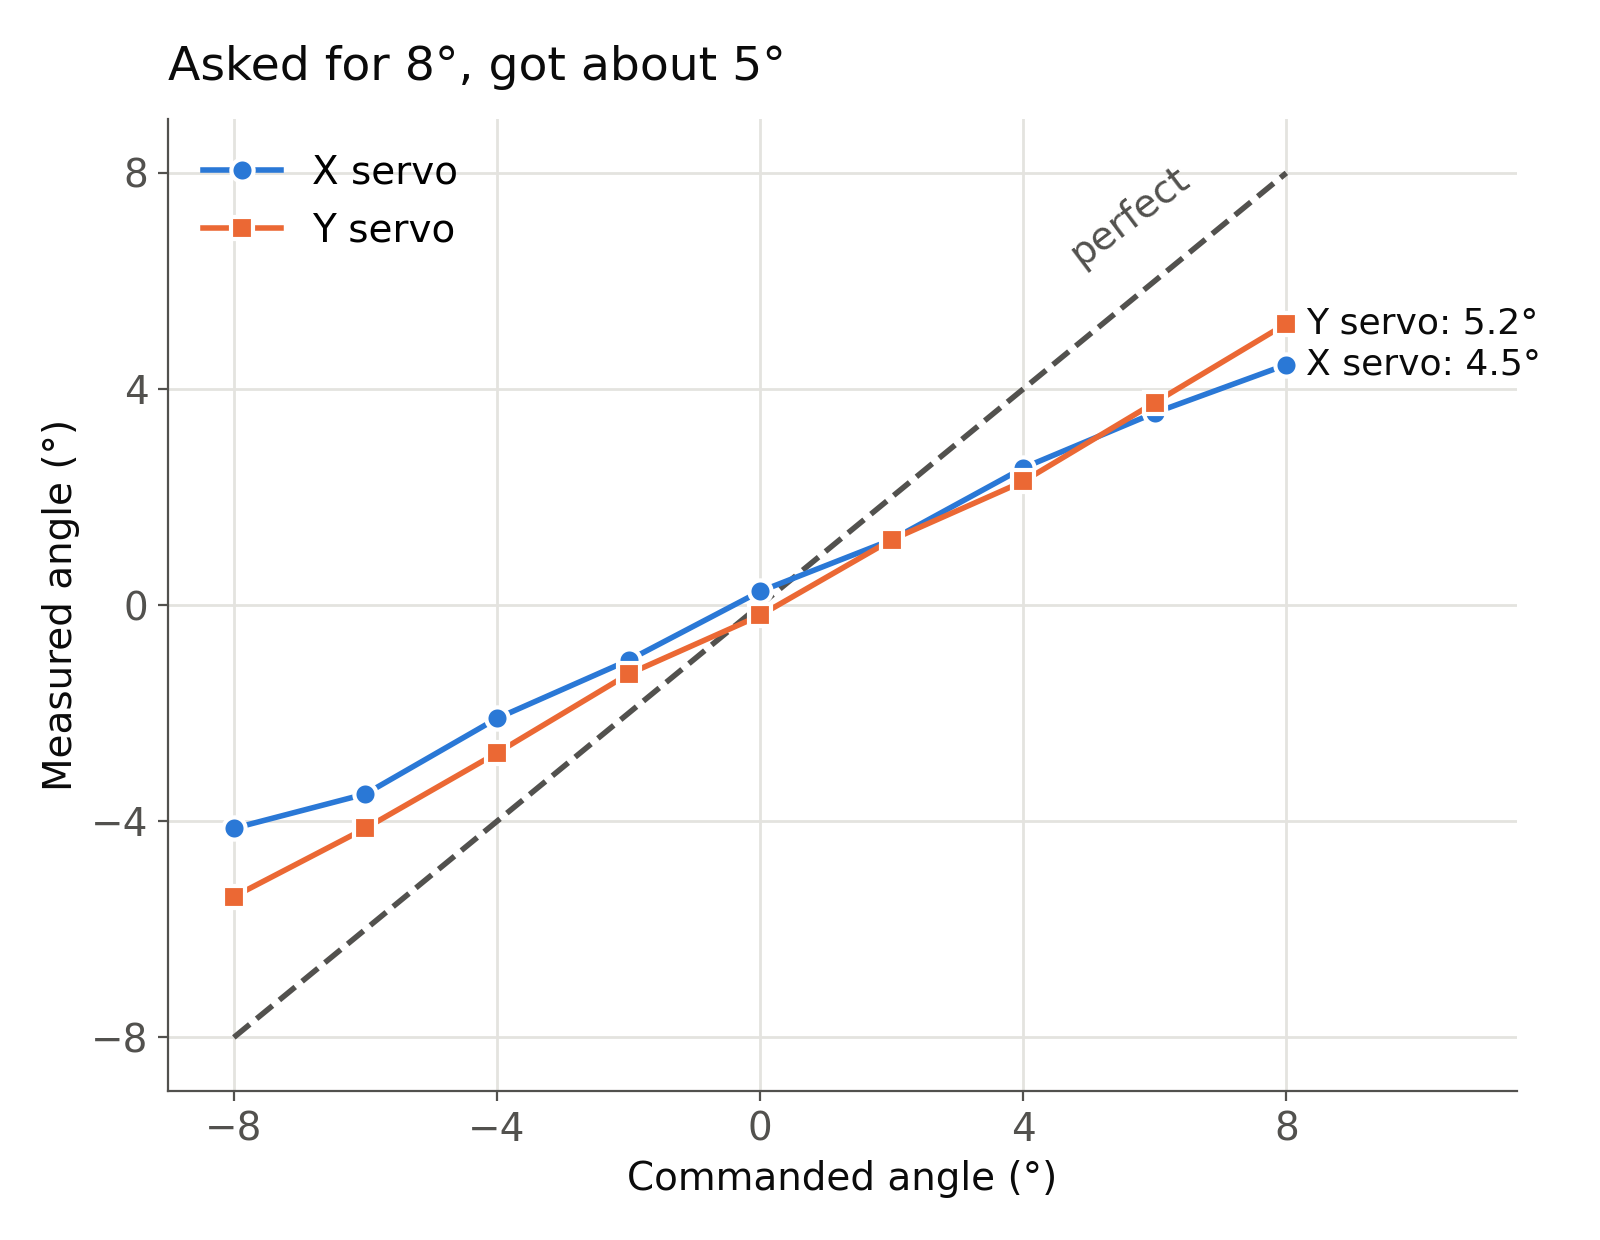 Asked for 8°, got about 5°
X servo
Y servo
perfect
Y servo: 5.2°
X servo: 4.5°
Measured angle (°)
8
4
0
−4
−8
−8
−4
0
4
8
Commanded angle (°)